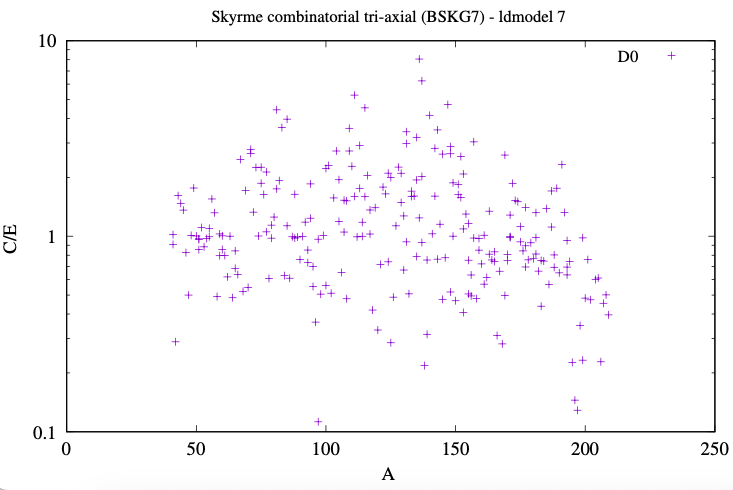 Skyrme combinatorial tri-axial (BSKG7) - ldmodel 7
10
D0
C/E
1
0.1
0 50 100 150 200 250
A